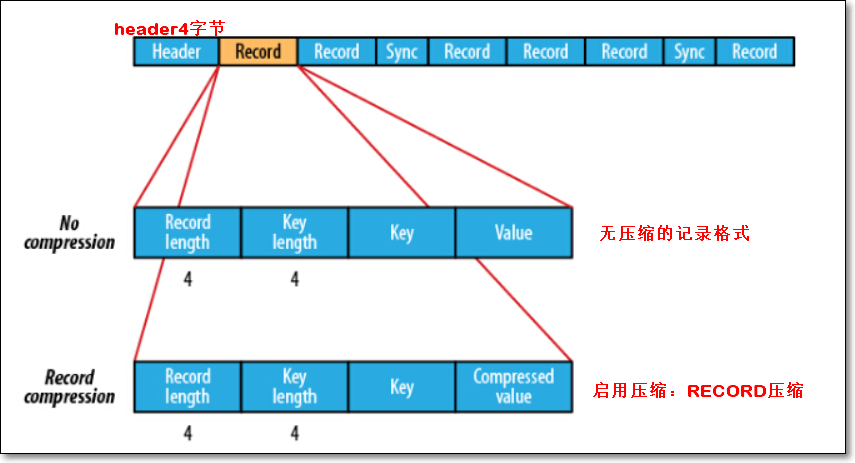 header4字节
Header Record Record Sync Record Record Record Sync Record
No
compression
Record
length
Key
length
Key
Value
无压缩的记录格式
4 4
Record
compression
Record
length
Key
length
Key
Compressed
value
启用压缩：RECORD压缩
4 4